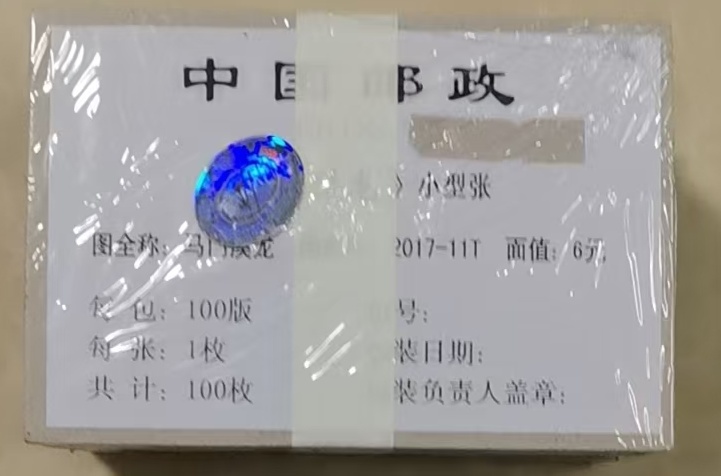 中国邮政
》小型张
图全称：马门溪龙 2017-11T 面值：6元
每 包：100版 号：
每 张：1枚 装日期：
共 计：100枚 装负责人盖章：